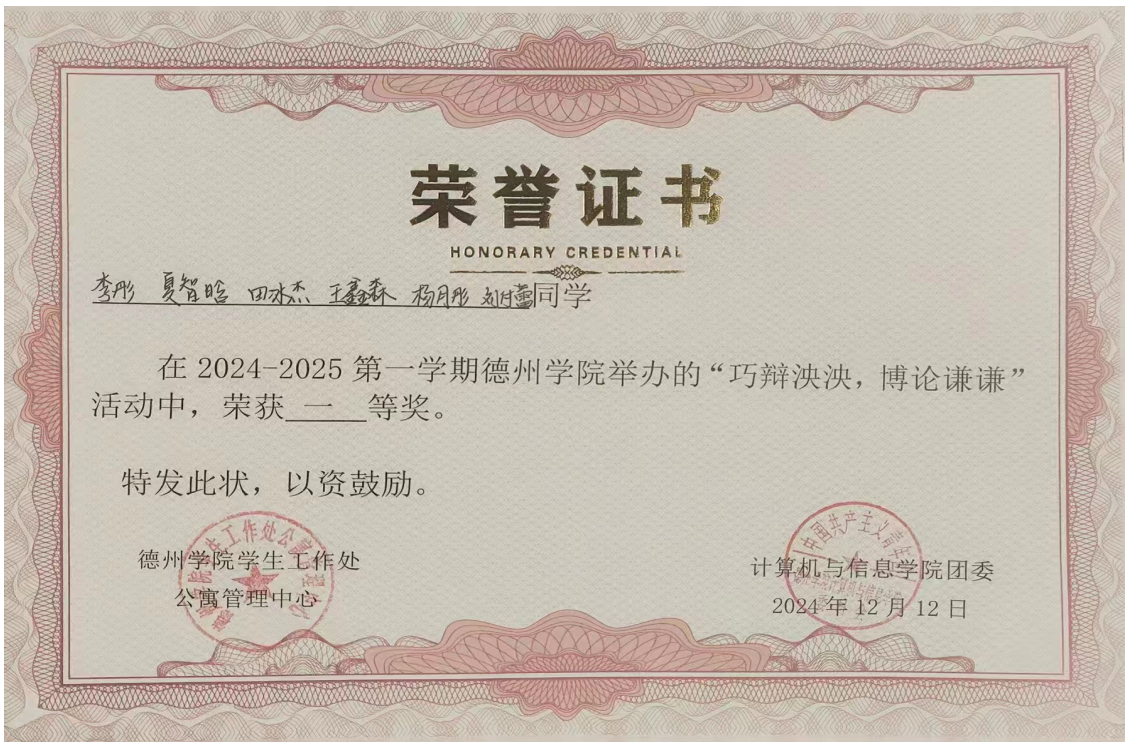 荣誉证书
HONORARY CREDENTIAL
李彤 夏智晗 田冰杰 王鑫森 杨月彤 刘付蕾同学
在 2024-2025 第一学期德州学院举办的“巧辩泱泱，博论谦谦”
活动中，荣获 一 等奖。
特发此状，以资鼓励。
德州学院学生工作处
公寓管理中心
计算机与信息学院团委
2024 年 12 月 12 日